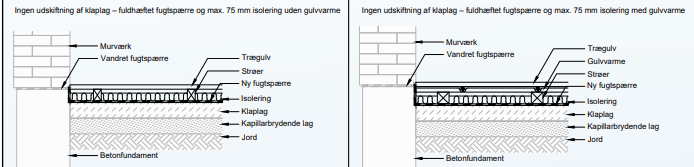 Ingen udskiftning af klaplag – fuldhæftet fugtspærre og max. 75 mm isolering uden gulvvarme
Murværk
Vandret fugtspærre
Trægulv
Strøer
Ny fugtspærre
Isolering
Klaplag
Kapillarbrydende lag
Jord
Betonfundament
Ingen udskiftning af klaplag – fuldhæftet fugtspærre og max. 75 mm isolering med gulvvarme
Murværk
Vandret fugtspærre
Trægulv
Gulvvarme
Strøer
Ny fugtspærre
Isolering
Klaplag
Kapillarbrydende lag
Jord
Betonfundament